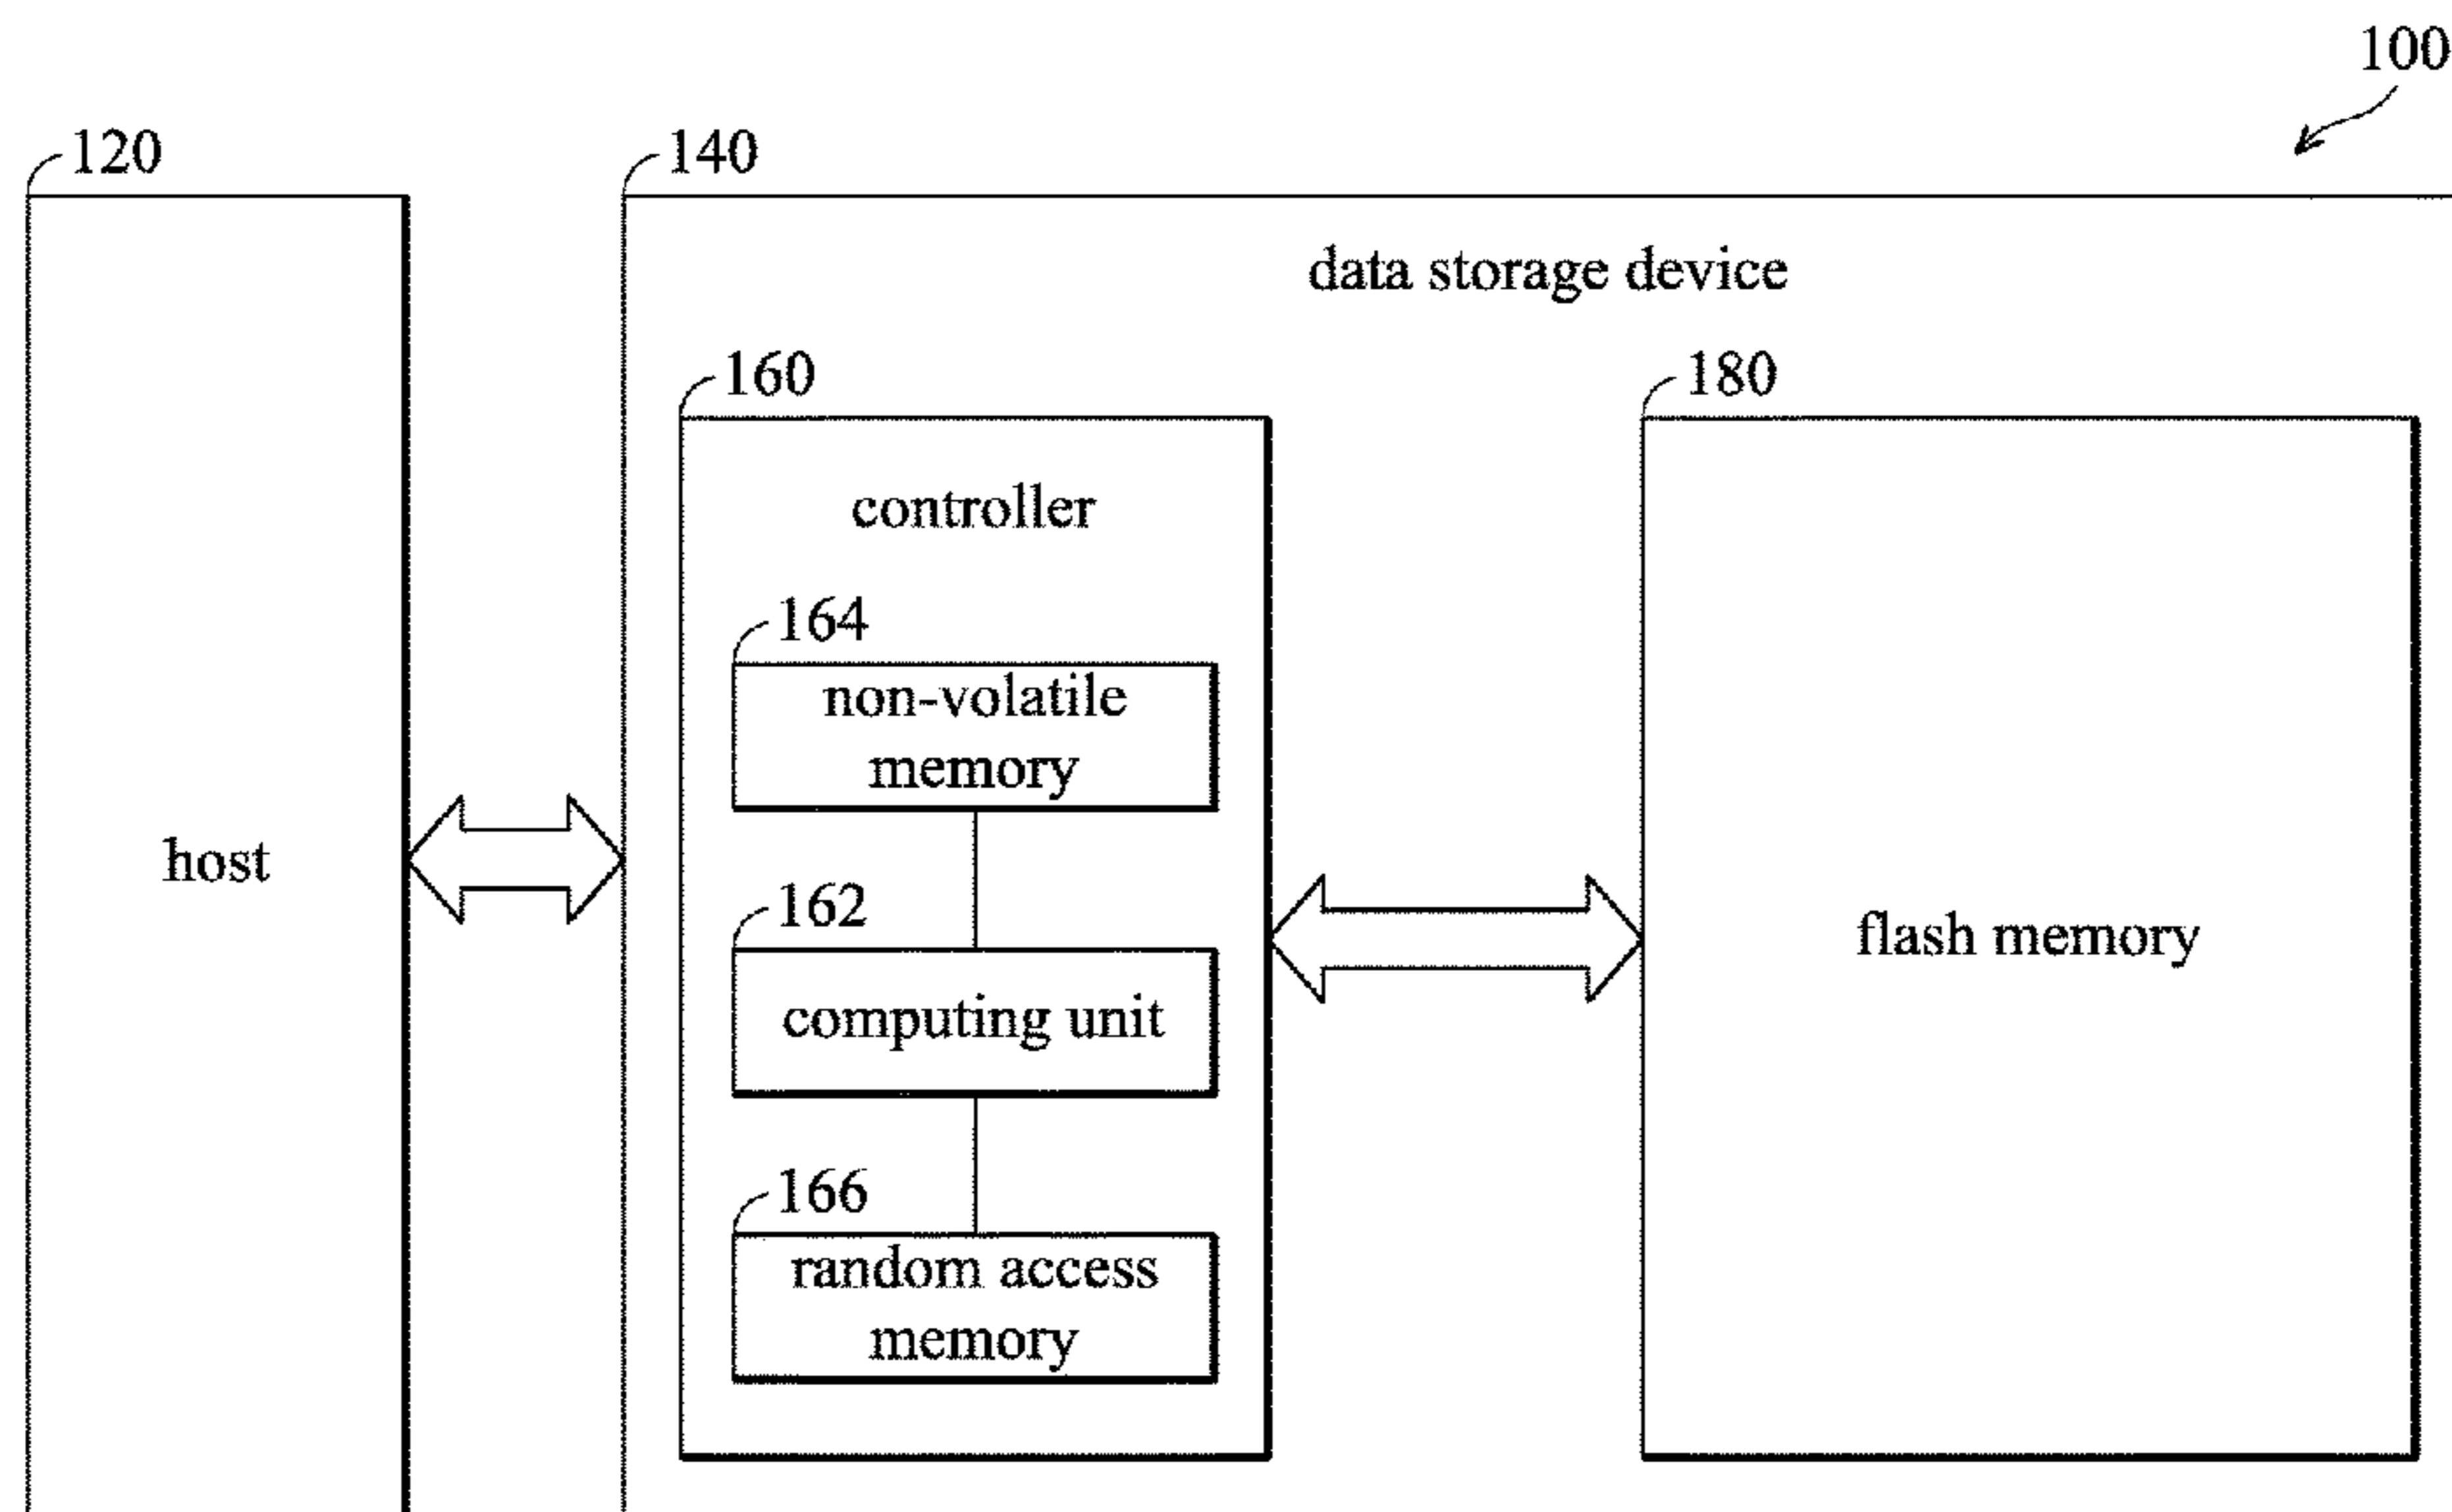 100
120
140
data storage device
160
180
controller
164
non-volatile
memory
host
162
flash memory
computing unit
166
random access
memory